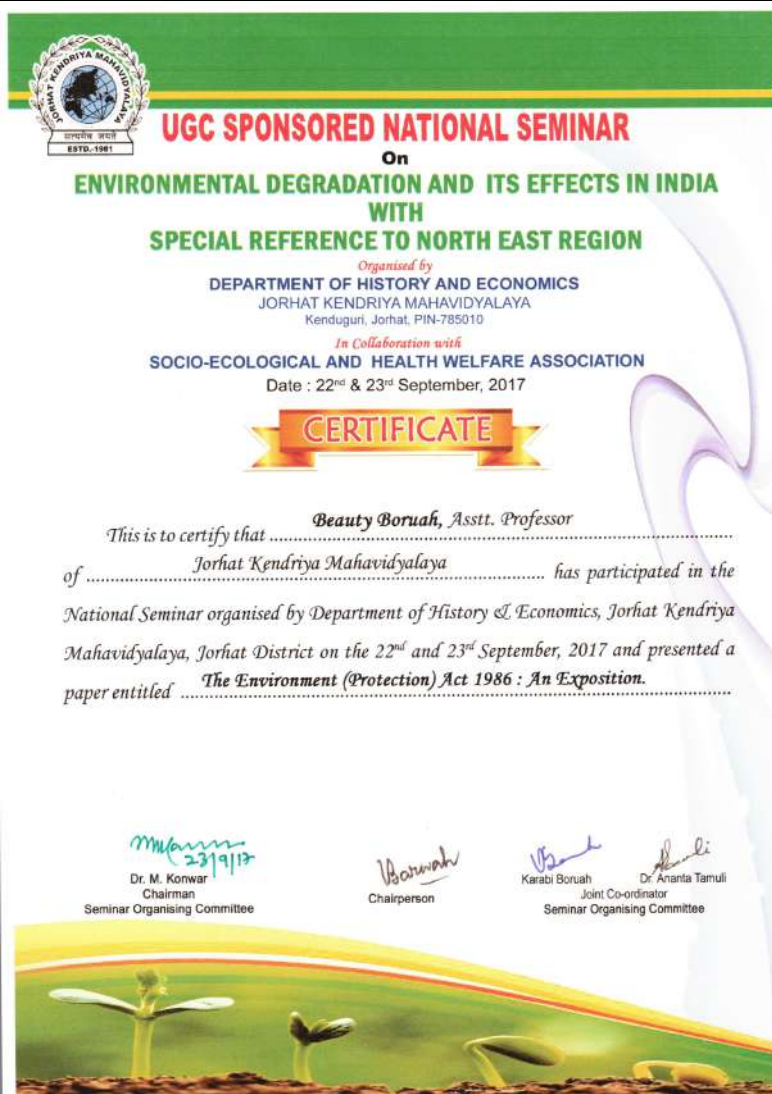 JORHAT KENDRIYA MAHAVIDYALAYA
सत्यमेव जयते
ESTD.-1981
UGC SPONSORED NATIONAL SEMINAR
On
ENVIRONMENTAL DEGRADATION AND ITS EFFECTS IN INDIA
WITH
SPECIAL REFERENCE TO NORTH EAST REGION
Organised by
DEPARTMENT OF HISTORY AND ECONOMICS
JORHAT KENDRIYA MAHAVIDYALAYA
Kenduguri, Jorhat, PIN-785010
In Collaboration with
SOCIO-ECOLOGICAL AND HEALTH WELFARE ASSOCIATION
Date : 22nd & 23rd September, 2017
CERTIFICATE
This is to certify that Beauty Boruah, Asstt. Professor
of Jorhat Kendriya Mahavidyalaya has participated in the
National Seminar organised by Department of History & Economics, Jorhat Kendriya
Mahavidyalaya, Jorhat District on the 22nd and 23rd September, 2017 and presented a
paper entitled The Environment (Protection) Act 1986 : An Exposition.
23/9/17
Barwah
Dr. M. Konwar
Chairman
Seminar Organising Committee
Chairperson
Karabi Boruah Dr. Ananta Tamuli
Joint Co-ordinator
Seminar Organising Committee